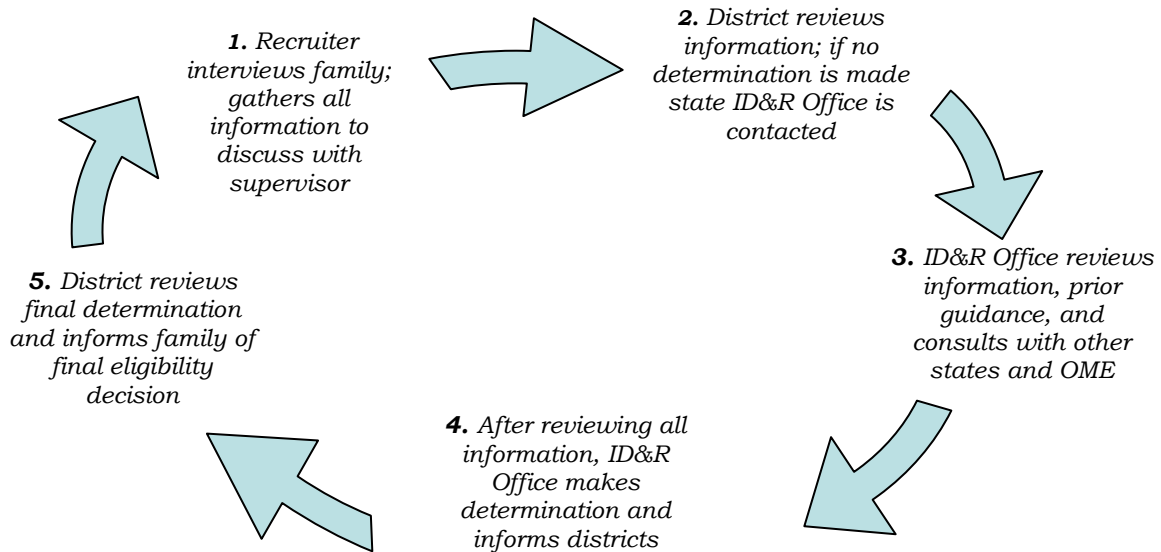 1. Recruiter
interviews family;
gathers all
information to
discuss with
supervisor
2. District reviews
information; if no
determination is made
state ID&R Office is
contacted
3. ID&R Office reviews
information, prior
guidance, and
consults with other
states and OME
4. After reviewing all
information, ID&R
Office makes
determination and
informs districts
5. District reviews
final determination
and informs family of
final eligibility
decision